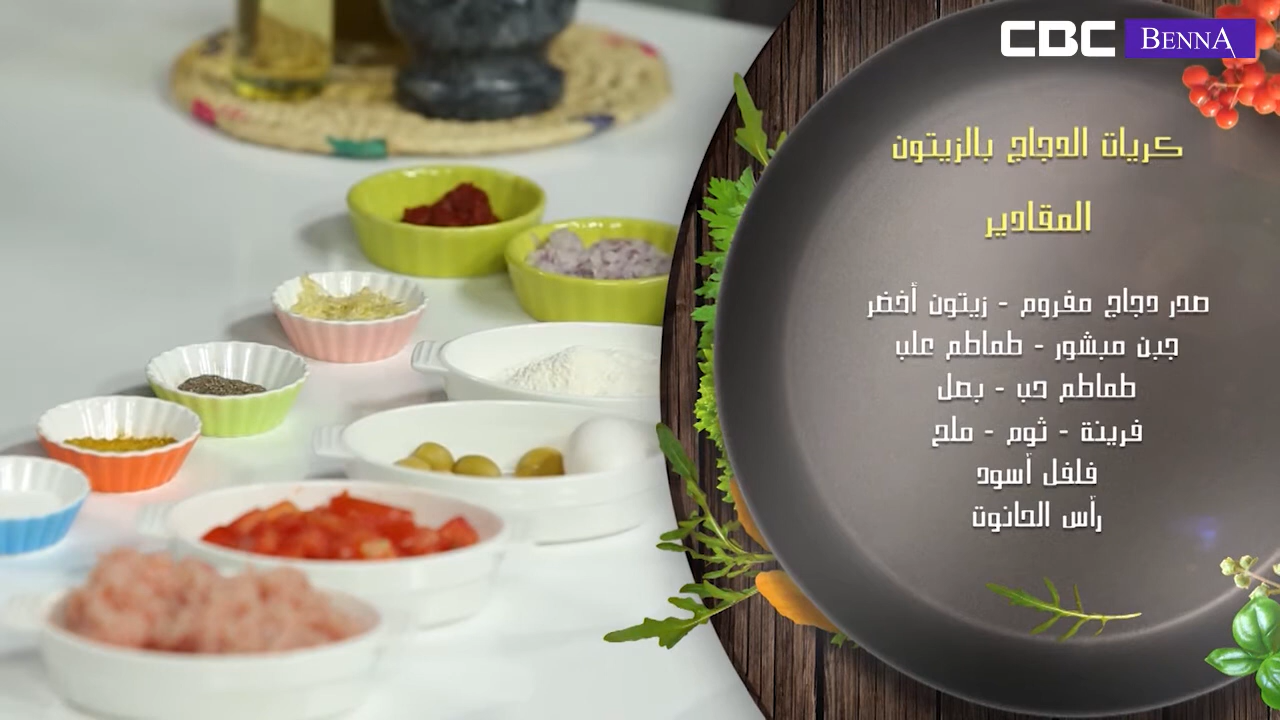 CBC BENNA
كريات الدجاج بالزيتون
المقادير
صدر دجاج مفروم - زيتون أخضر
جبن مبشور - طماطم علب
طماطم حب - بصل
فرينة - ثوم - ملح
فلفل أسود
رأس الحانوت